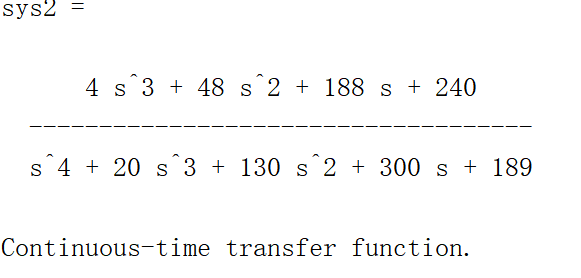 sys2 =
4 s^3 + 48 s^2 + 188 s + 240
------------------------------------
s^4 + 20 s^3 + 130 s^2 + 300 s + 189
Continuous-time transfer function.